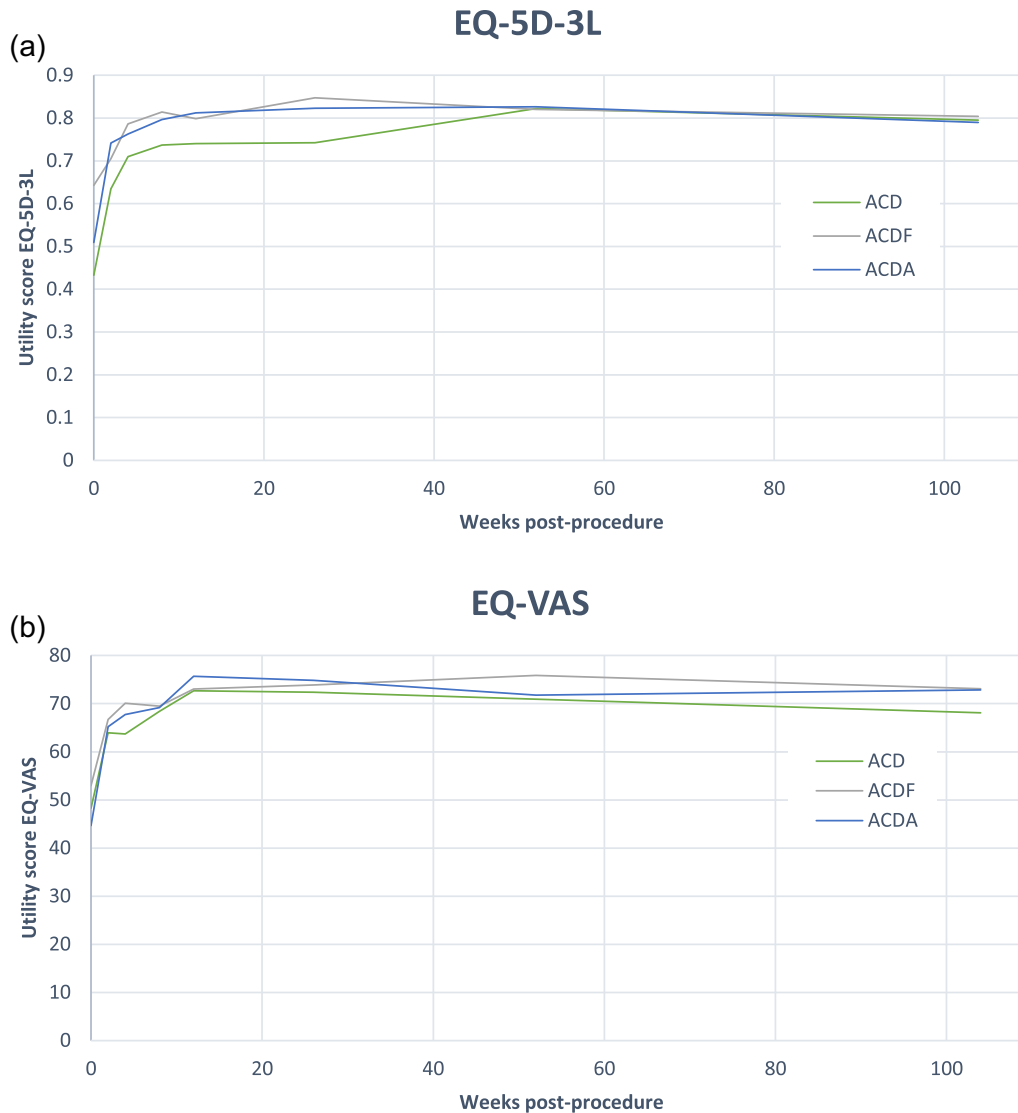 EQ-5D-3L
(a)
0.9
0.8
0.7
0.6
0.5
0.4
0.3
0.2
0.1
0
Utility score EQ-5D-3L
ACD
ACDF
ACDA
0 20 40 60 80 100
Weeks post-procedure
EQ-VAS
(b)
80
70
60
50
40
30
20
10
0
Utility score EQ-VAS
ACD
ACDF
ACDA
0 20 40 60 80 100
Weeks post-procedure